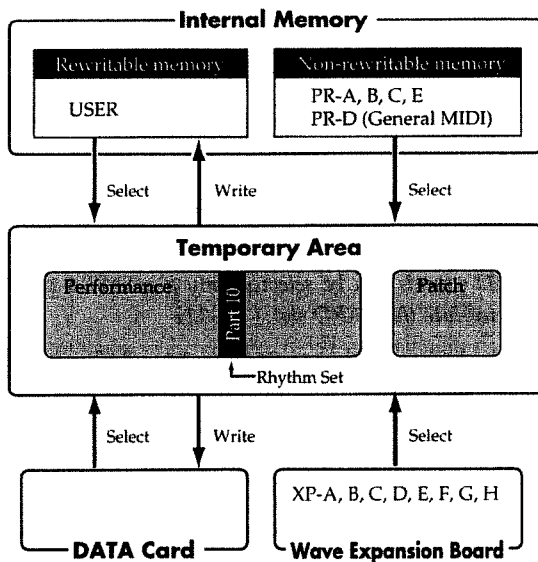 Internal Memory
Rewritable memory
Non-rewritable memory
USER
PR-A, B, C, E
PR-D (General MIDI)
Select
Write
Select
Temporary Area
Performance
Part 10
Patch
Rhythm Set
Select
Write
Select
XP-A, B, C, D, E, F, G, H
DATA Card
Wave Expansion Board